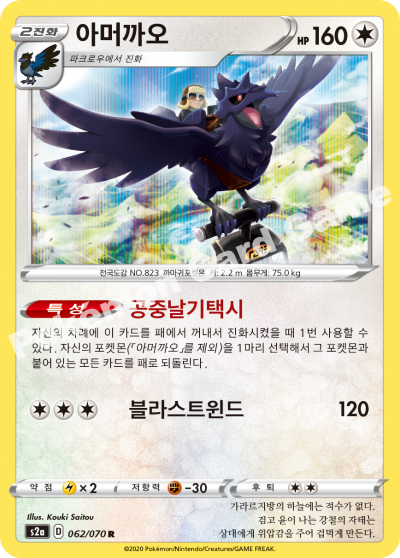 2진화
아머까오
HP 160
파크로우에서 진화
전국도감 NO.823 까마귀포켓몬 키: 2.2 m 몸무게: 75.0 kg
특성 공중날기택시
자신의 차례에 이 카드를 패에서 꺼내서 진화시켰을 때 1번 사용할 수
있다. 자신의 포켓몬(「아머까오」를 제외)을 1마리 선택해서 그 포켓몬과
붙어 있는 모든 카드를 패로 되돌린다.
블라스트윈드 120
약점 ×2 저항력 -30 후퇴
Illus. Kouki Saitou
s2a D 062/070 R
가라르지방의 하늘에는 적수가 없다.
검고 윤이 나는 강철의 자태는
상대에게 위압감을 주어 겁먹게 만든다.
©2020 Pokémon/Nintendo/Creatures/GAME FREAK.
Pokémon Card Game